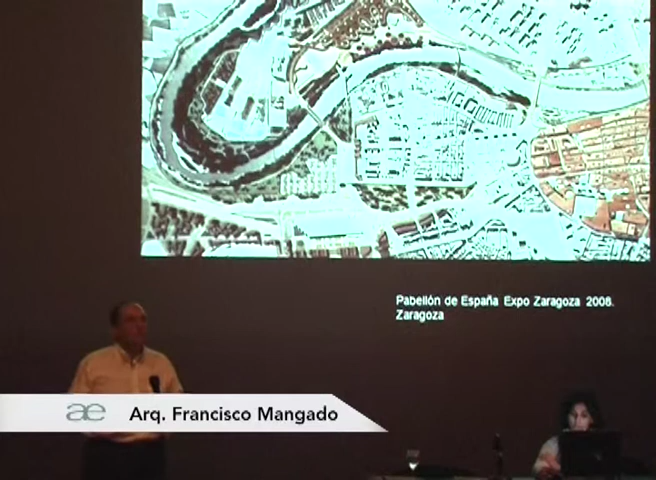 Pabellón de España Expo Zaragoza 2008.
Zaragoza
ae Arq. Francisco Mangado